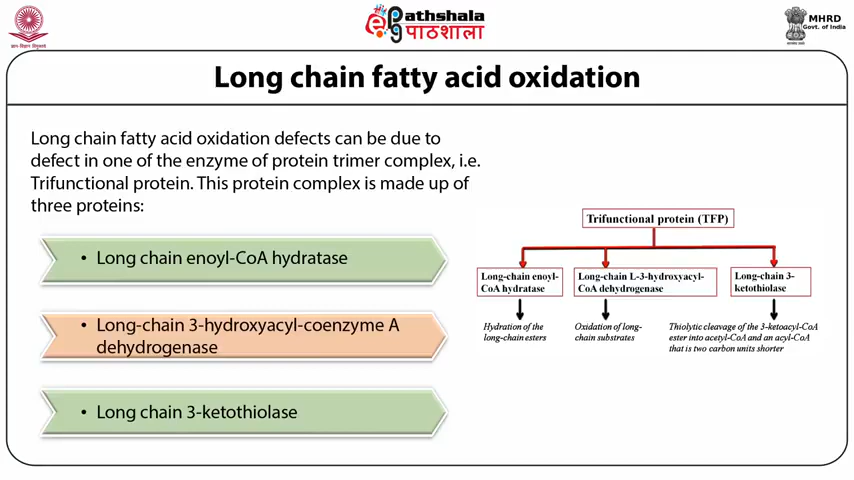 ePathshala
पाठशाला
MHRD
Govt. of India
Long chain fatty acid oxidation
Long chain fatty acid oxidation defects can be due to
defect in one of the enzyme of protein trimer complex, i.e.
Trifunctional protein. This protein complex is made up of
three proteins:
• Long chain enoyl-CoA hydratase
• Long-chain 3-hydroxyacyl-coenzyme A
dehydrogenase
• Long chain 3-ketothiolase
Trifunctional protein (TFP)
Long-chain enoyl-
CoA hydratase
Long-chain L-3-hydroxyacyl-
CoA dehydrogenase
Long-chain 3-
ketothiolase
Hydration of the
long-chain esters
Oxidation of long-
chain substrates
Thiolytic cleavage of the 3-ketoacyl-CoA
ester into acetyl-CoA and an acyl-CoA
that is two carbon units shorter